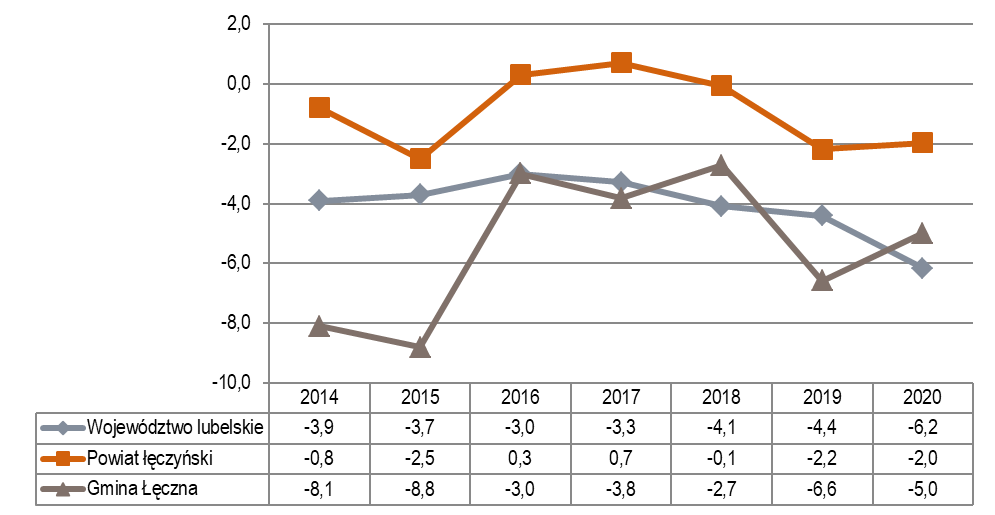 2,0
0,0
-2,0
-4,0
-6,0
-8,0
-10,0
2014 2015 2016 2017 2018 2019 2020
Województwo lubelskie -3,9 -3,7 -3,0 -3,3 -4,1 -4,4 -6,2
Powiat łęczyński -0,8 -2,5 0,3 0,7 -0,1 -2,2 -2,0
Gmina Łęczna -8,1 -8,8 -3,0 -3,8 -2,7 -6,6 -5,0